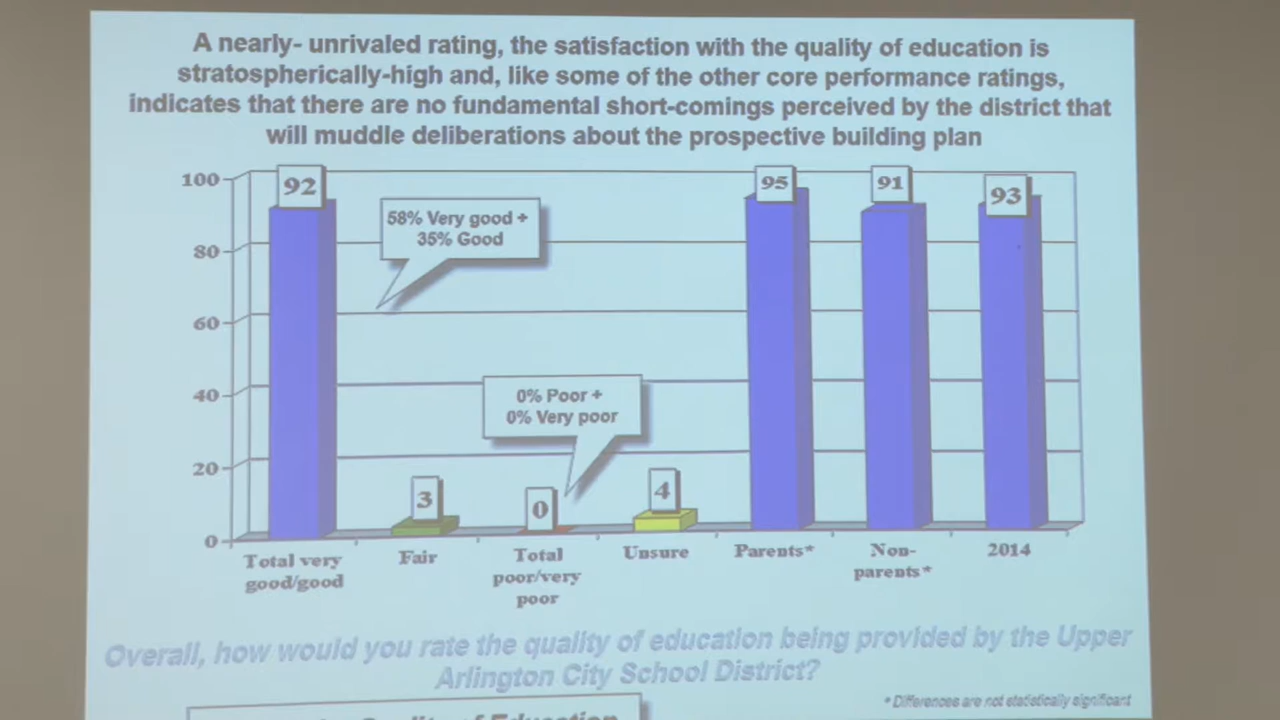 A nearly- unrivaled rating, the satisfaction with the quality of education is
stratospherically-high and, like some of the other core performance ratings,
indicates that there are no fundamental short-comings perceived by the district that
will muddle deliberations about the prospective building plan
100
80
60
40
20
0
92
58% Very good +
35% Good
3
0% Poor +
0% Very poor
0
4
95
91
93
Total very
good/good
Fair
Total
poor/very
poor
Unsure
Parents*
Non-
parents*
2014
Overall, how would you rate the quality of education being provided by the Upper
Arlington City School District?
* Differences are not statistically significant
of Education